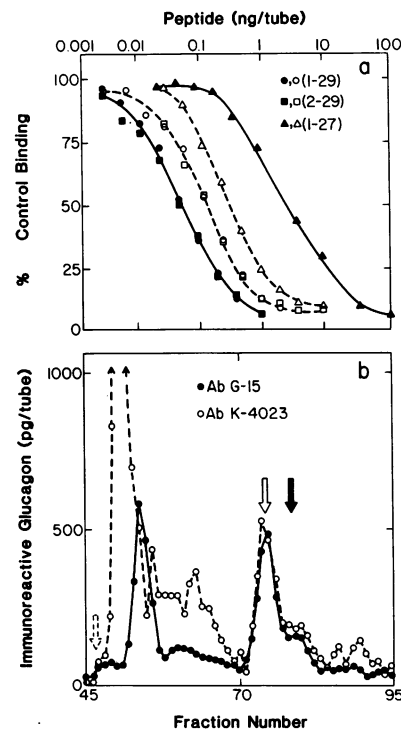 Peptide (ng/tube)
0.001 0.01 0.1 1 10 100
a
% Control Binding
100
75
50
25
0
●,○(1-29)
■,□(2-29)
▲,△(1-27)
b
Immunoreactive Glucagon (pg/tube)
1000
500
0
● Ab G-15
○ Ab K-4023
45 70 95
Fraction Number